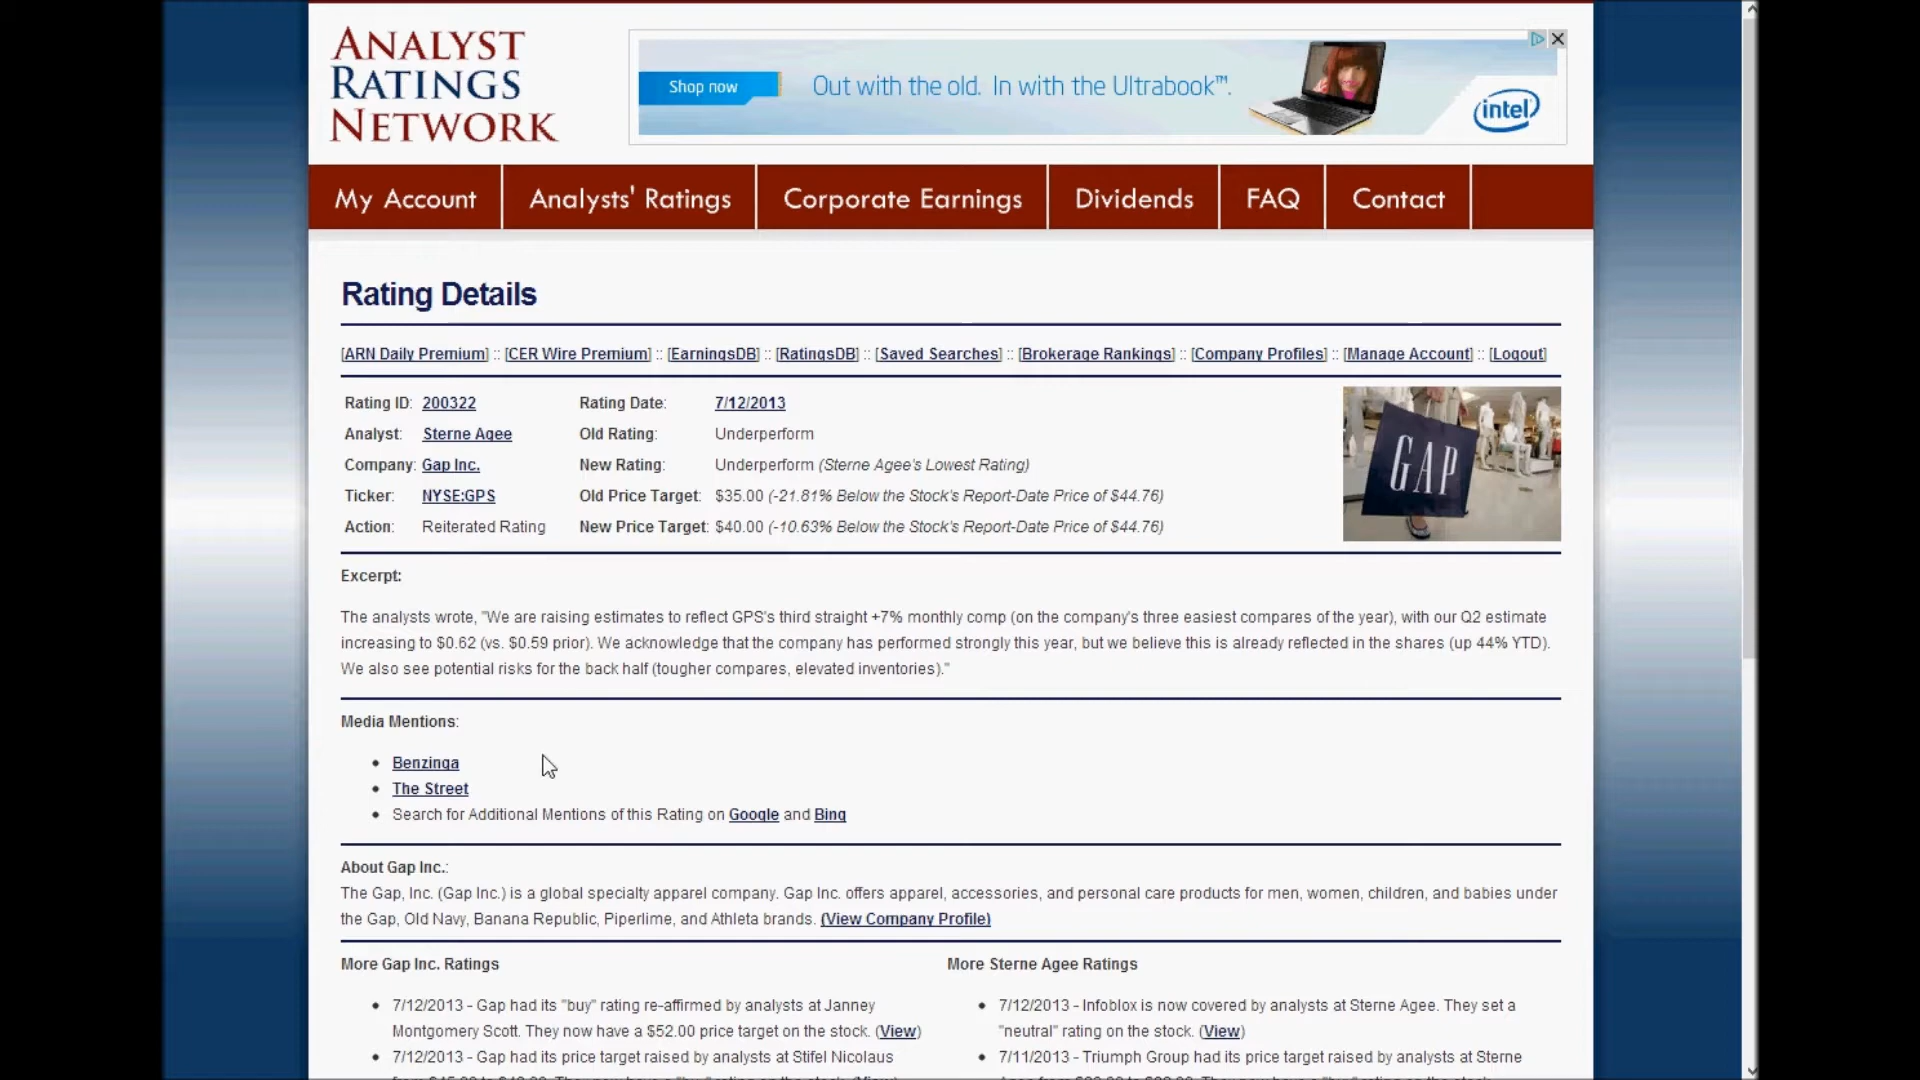 ANALYST
RATINGS
NETWORK
Shop now
Out with the old. In with the Ultrabook™.
intel
My Account
Analysts' Ratings
Corporate Earnings
Dividends
FAQ
Contact
Rating Details
[ARN Daily Premium] :: [CER Wire Premium] :: [EarningsDB] :: [RatingsDB] :: [Saved Searches] :: [Brokerage Rankings] :: [Company Profiles] :: [Manage Account] :: [Logout]
Rating ID: 200322 Rating Date: 7/12/2013
Analyst: Sterne Agee Old Rating: Underperform
Company: Gap Inc. New Rating: Underperform (Sterne Agee's Lowest Rating)
Ticker: NYSE:GPS Old Price Target: $35.00 (-21.81% Below the Stock's Report-Date Price of $44.76)
Action: Reiterated Rating New Price Target: $40.00 (-10.63% Below the Stock's Report-Date Price of $44.76)
GAP
Excerpt:
The analysts wrote, "We are raising estimates to reflect GPS's third straight +7% monthly comp (on the company's three easiest compares of the year), with our Q2 estimate
increasing to $0.62 (vs. $0.59 prior). We acknowledge that the company has performed strongly this year, but we believe this is already reflected in the shares (up 44% YTD).
We also see potential risks for the back half (tougher compares, elevated inventories)."
Media Mentions:
• Benzinga
• The Street
• Search for Additional Mentions of this Rating on Google and Bing
About Gap Inc.:
The Gap, Inc. (Gap Inc.) is a global specialty apparel company. Gap Inc. offers apparel, accessories, and personal care products for men, women, children, and babies under
the Gap, Old Navy, Banana Republic, Piperlime, and Athleta brands. (View Company Profile)
More Gap Inc. Ratings
• 7/12/2013 - Gap had its "buy" rating re-affirmed by analysts at Janney
Montgomery Scott. They now have a $52.00 price target on the stock. (View)
• 7/12/2013 - Gap had its price target raised by analysts at Stifel Nicolaus
More Sterne Agee Ratings
• 7/12/2013 - Infoblox is now covered by analysts at Sterne Agee. They set a
"neutral" rating on the stock. (View)
• 7/11/2013 - Triumph Group had its price target raised by analysts at Sterne